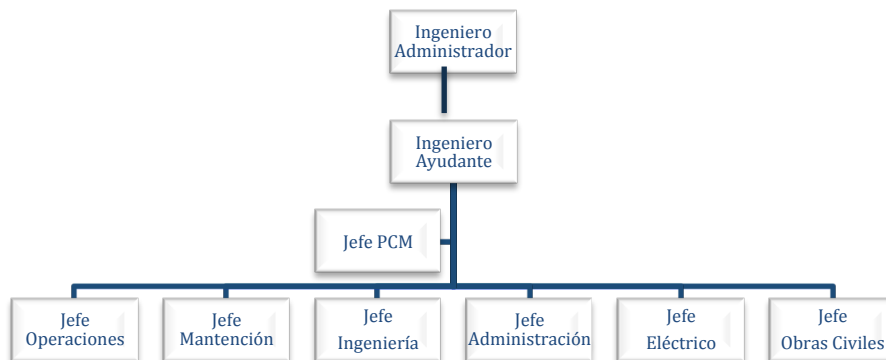 Ingeniero
Administrador
Ingeniero
Ayudante
Jefe PCM
Jefe
Operaciones
Jefe
Mantención
Jefe
Ingeniería
Jefe
Administración
Jefe
Eléctrico
Jefe
Obras Civiles